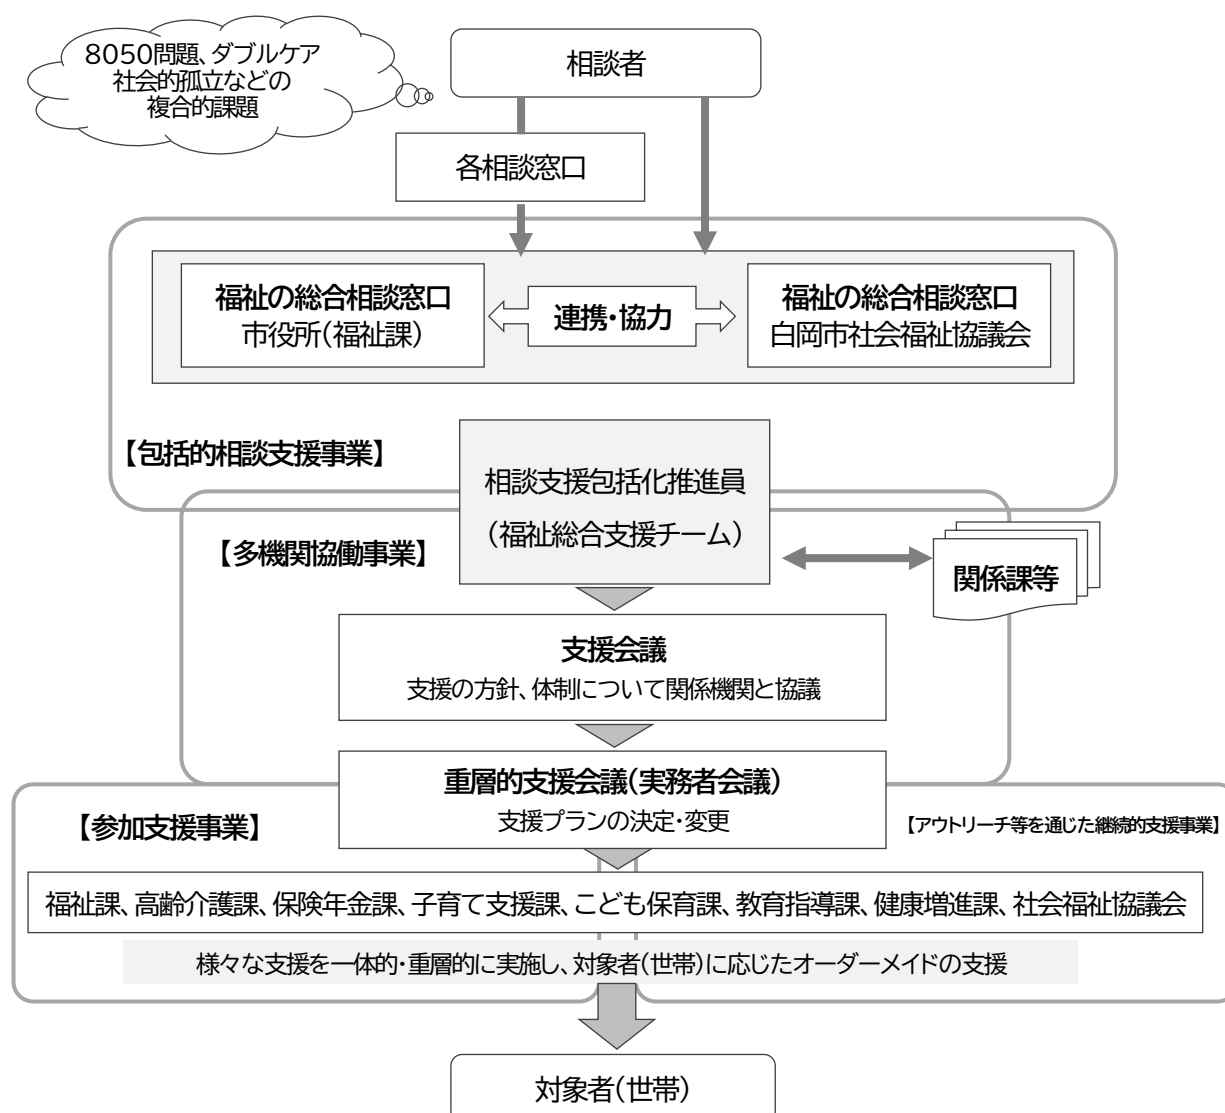 8050問題、ダブルケア
社会的孤立などの
複合的課題
相談者
各相談窓口
福祉の総合相談窓口
市役所(福祉課)
連携・協力
福祉の総合相談窓口
白岡市社会福祉協議会
【包括的相談支援事業】
相談支援包括化推進員
(福祉総合支援チーム)
【多機関協働事業】
関係課等
支援会議
支援の方針、体制について関係機関と協議
重層的支援会議(実務者会議)
支援プランの決定・変更
【参加支援事業】
【アウトリーチ等を通じた継続的支援事業】
福祉課、高齢介護課、保険年金課、子育て支援課、こども保育課、教育指導課、健康増進課、社会福祉協議会
様々な支援を一体的・重層的に実施し、対象者(世帯)に応じたオーダーメイドの支援
対象者(世帯)